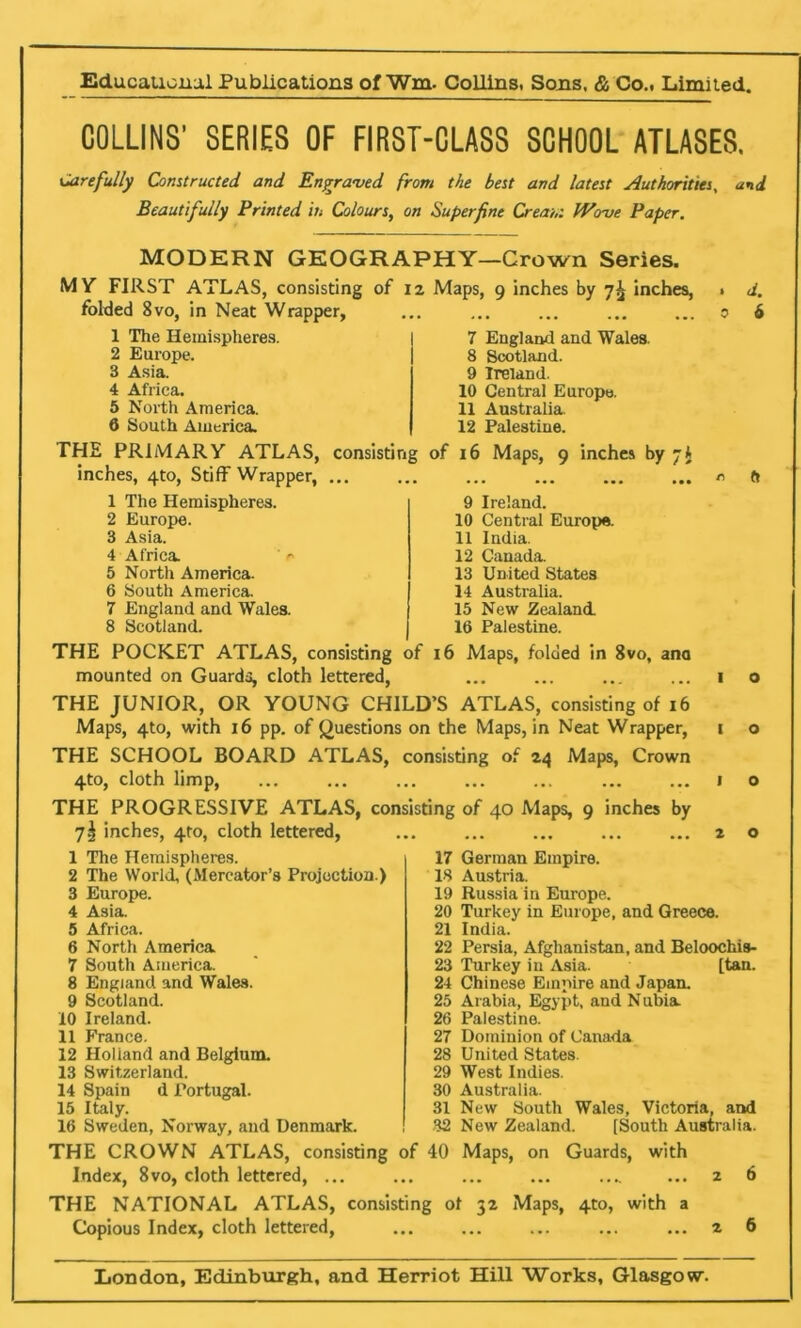 Educational Publications of Wm. Collins, Sons, & Co., Limited.
COLLINS' SERIES OF FIRST-CLASS SCHOOL ATLASES,
Carefully Constructed and Engraved from the best and latest Authorities, and
Beautifully Printed in Colours, on Superfine Cream Wove Paper.
MODERN GEOGRAPHY—Crown Series.
MY FIRST ATLAS, consisting of 12 Maps, 9 inches by 7½ inches, s d.
folded 8vo, in Neat Wrapper, ... ... ... ... ... 0 6
1 The Hemispheres.
2 Europe.
3 Asia.
4 Africa.
5 North America.
6 South America.
7 England and Wales.
8 Scotland.
9 Ireland.
10 Central Europe.
11 Australia.
12 Palestine.
THE PRIMARY ATLAS, consisting of 16 Maps, 9 inches by 7½
inches, 4to, Stiff Wrapper, ... ... ... ... ... ... 0 6
1 The Hemispheres.
2 Europe.
3 Asia.
4 Africa.
5 North America.
6 South America.
7 England and Wales.
8 Scotland.
9 Ireland.
10 Central Europe.
11 India.
12 Canada.
13 United States
14 Australia.
15 New Zealand.
16 Palestine.
THE POCKET ATLAS, consisting of 16 Maps, folded in 8vo, and
mounted on Guards, cloth lettered, ... ... ... ... 1 0
THE JUNIOR, OR YOUNG CHILD'S ATLAS, consisting of 16
Maps, 4to, with 16 pp. of Questions on the Maps, in Neat Wrapper, 1 0
THE SCHOOL BOARD ATLAS, consisting of 24 Maps, Crown
4to, cloth limp, ... ... ... ... ... ... ... 1 0
THE PROGRESSIVE ATLAS, consisting of 40 Maps, 9 inches by
7½ inches, 4to, cloth lettered, ... ... ... ... ... 2 0
1 The Hemispheres.
2 The World, (Mercator's Projection.)
3 Europe.
4 Asia.
5 Africa.
6 North America
7 South America.
8 England and Wales.
9 Scotland.
10 Ireland.
11 France.
12 Holland and Belgium.
13 Switzerland.
14 Spain d Portugal.
15 Italy.
16 Sweden, Norway, and Denmark.
17 German Empire.
18 Austria.
19 Russia in Europe.
20 Turkey in Europe, and Greece.
21 India.
22 Persia, Afghanistan, and Beloochis-
23 Turkey in Asia. [tan.
24 Chinese Empire and Japan.
25 Arabia, Egypt, and Nubia.
26 Palestine.
27 Dominion of Canada
28 United States.
29 West Indies.
30 Australia.
31 New South Wales, Victoria, and
32 New Zealand. [South Australia.
THE CROWN ATLAS, consisting of 40 Maps, on Guards, with
Index, 8vo, cloth lettered, ... ... ... ... ... ... 2 6
THE NATIONAL ATLAS, consisting of 32 Maps, 4to, with a
Copious Index, cloth lettered, ... ... ... ... ... 2 6
London, Edinburgh, and Herriot Hill Works, Glasgow.